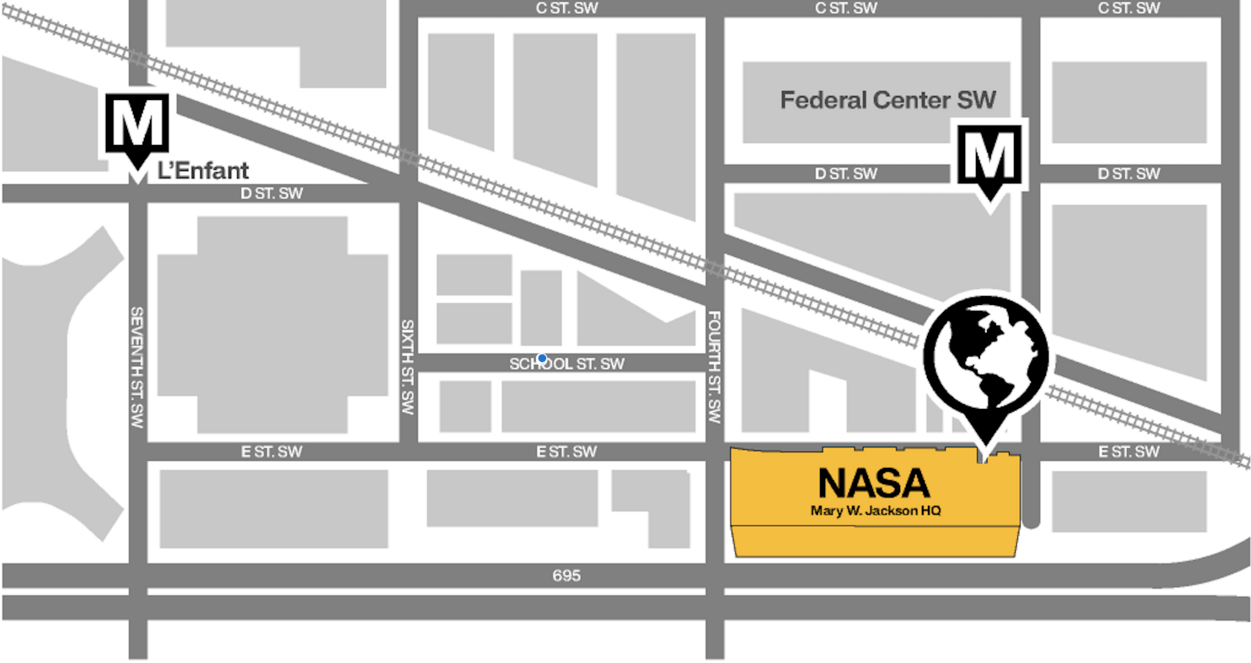 C ST. SW
C ST. SW
C ST. SW
Federal Center SW
M
M
L'Enfant
D ST. SW
D ST. SW
D ST. SW
SEVENTH ST. SW
SIXTH ST. SW
FOURTH ST. SW
SCHOOL ST. SW
E ST. SW
E ST. SW
E ST. SW
NASA
Mary W. Jackson HQ
695